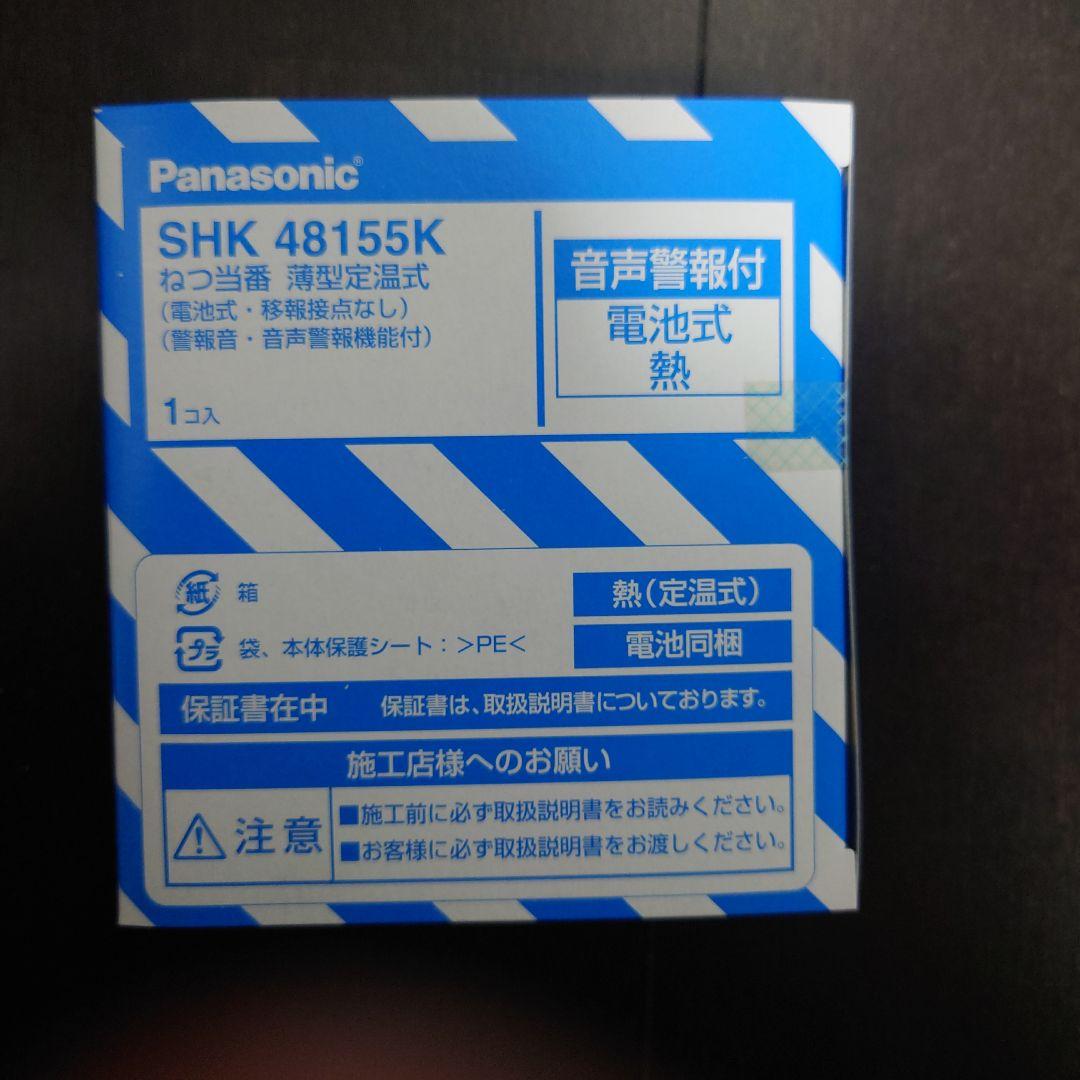 Panasonic®
SHK 48155K
ねつ当番 薄型定温式
(電池式・移報接点なし)
(警報音・音声警報機能付)
1コ入
音声警報付
電池式
熱
紙 箱
プラ 袋、本体保護シート:>PE<
熱(定温式)
電池同梱
保証書在中 保証書は、取扱説明書についております。
施工店様へのお願い
注意
■施工前に必ず取扱説明書をお読みください。
■お客様に必ず取扱説明書をお渡しください。